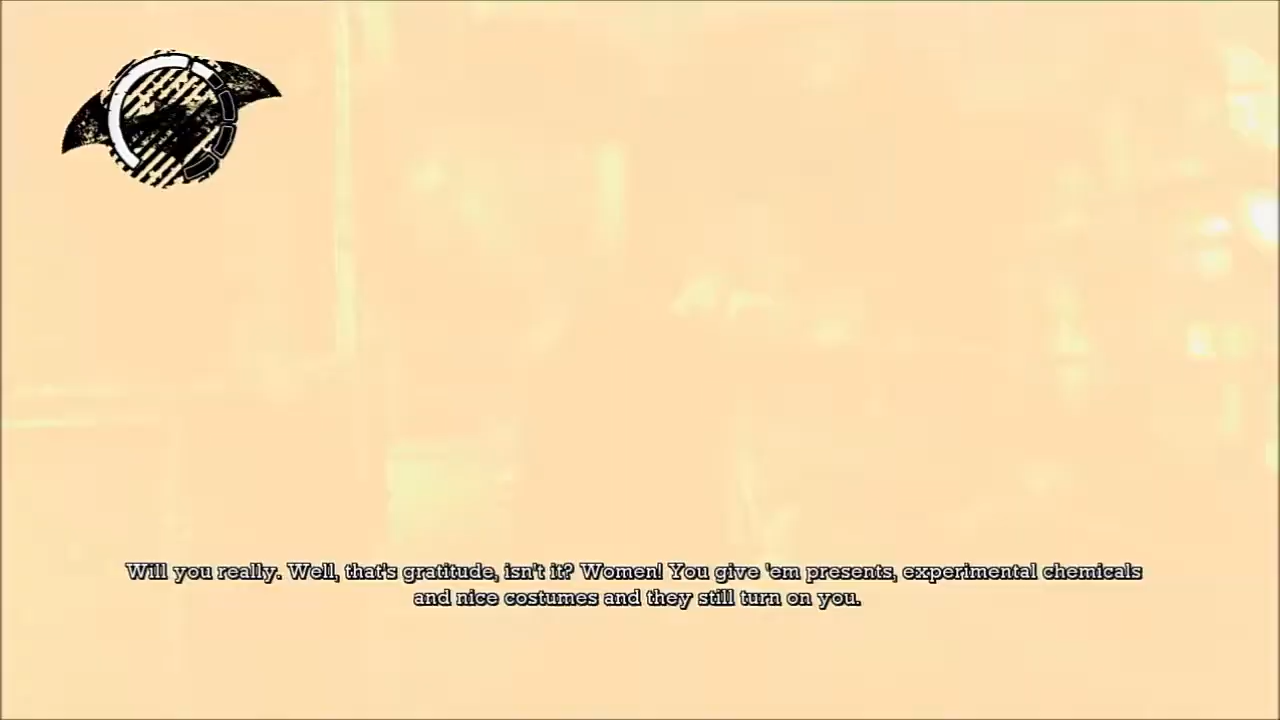 Will you really. Well, that's gratitude, isn't it? Women! You give 'em presents, experimental chemicals
and nice costumes and they still turn on you.